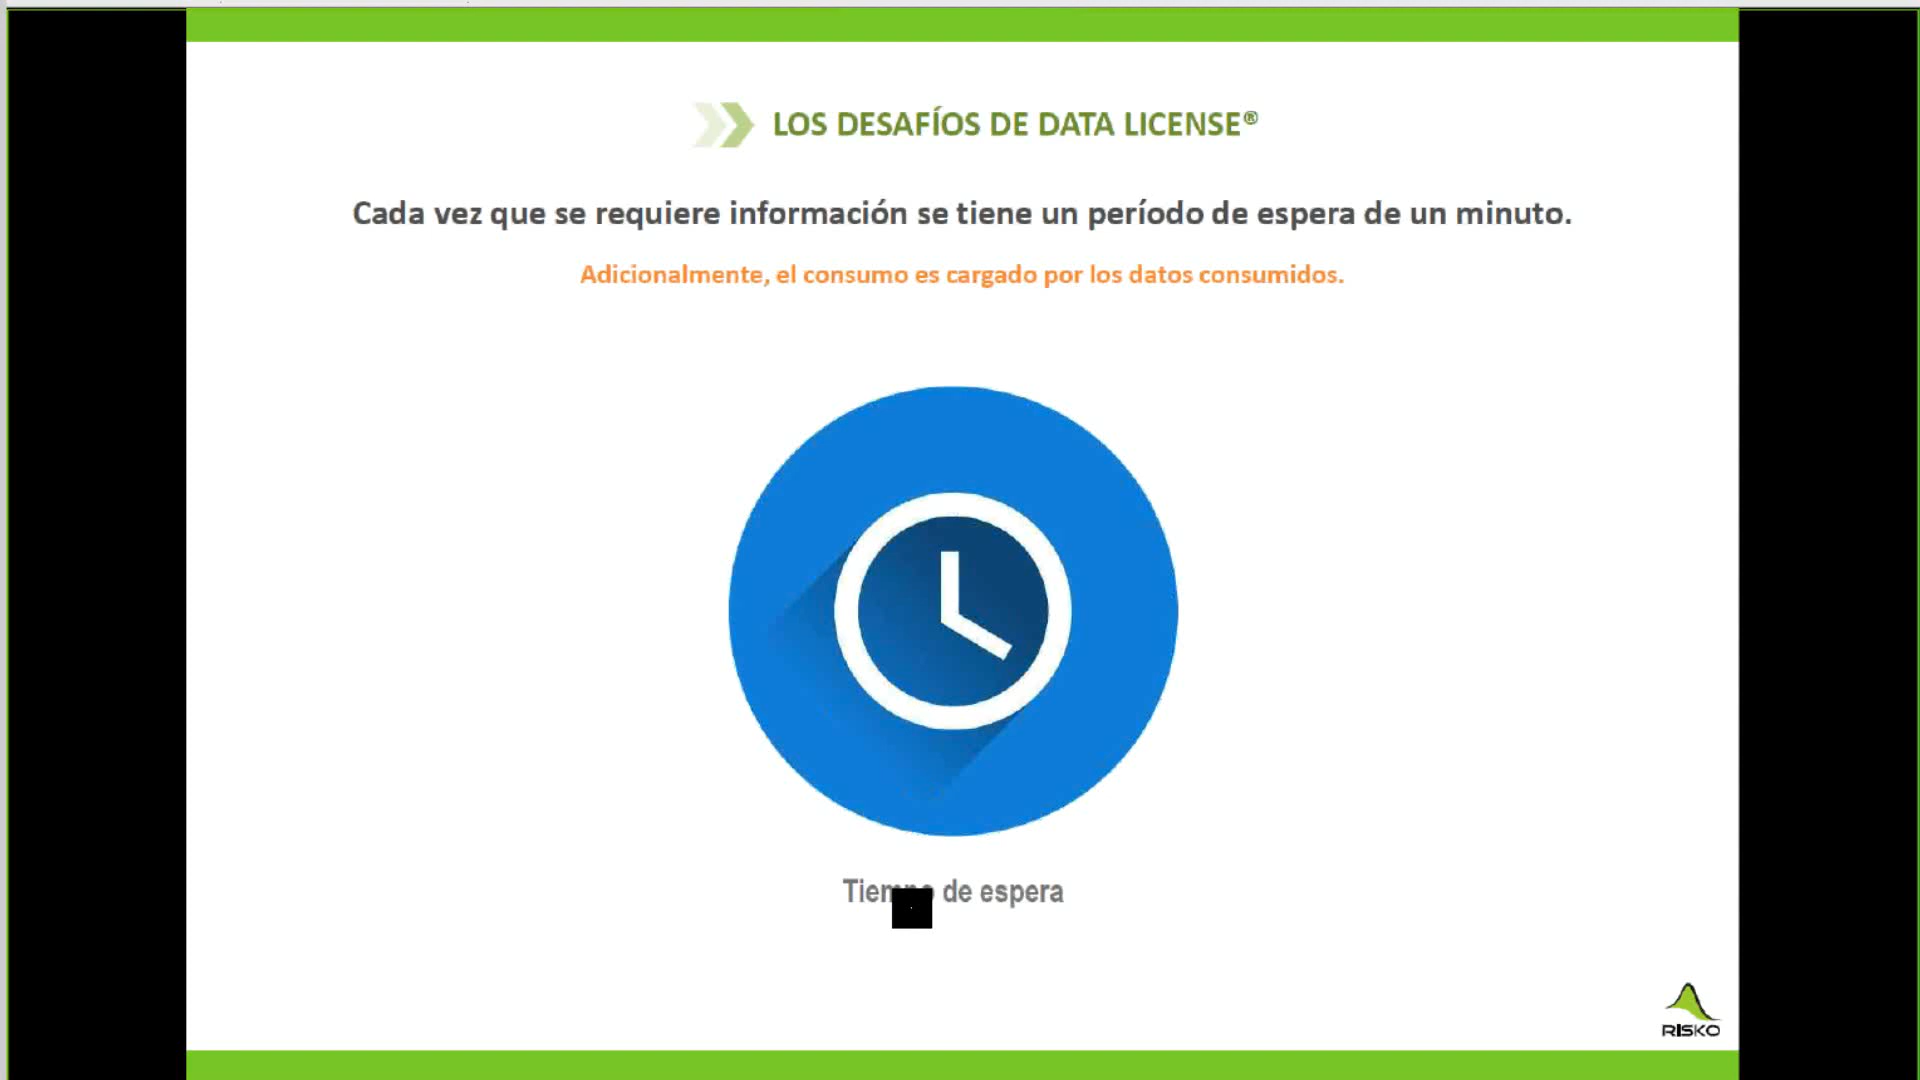 LOS DESAFÍOS DE DATA LICENSE®
Cada vez que se requiere información se tiene un período de espera de un minuto.
Adicionalmente, el consumo es cargado por los datos consumidos.
Tiempo de espera
RISKO